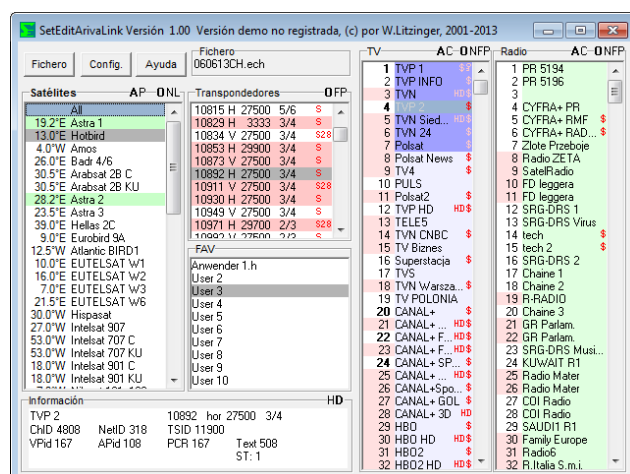 SetEditArivaLink Versión 1.00 Versión demo no registrada, (c) por W.Litzinger, 2001-2013
Fichero Config. Ayuda
Fichero
060613CH.ech
Satélites A P O N L
All
19.2°E Astra 1
13.0°E Hotbird
4.0°W Amos
26.0°E Badr 4/6
30.5°E Arabsat 2B C
30.5°E Arabsat 2B KU
28.2°E Astra 2
23.5°E Astra 3
39.0°E Hellas 2C
9.0°E Eurobird 9A
12.5°W Atlantic BIRD1
10.0°E EUTELSAT W1
16.0°E EUTELSAT W2
7.0°E EUTELSAT W3
21.5°E EUTELSAT W6
30.0°W Hispasat
27.0°W Intelsat 907
53.0°W Intelsat 707 C
53.0°W Intelsat 707 KU
18.0°W Intelsat 901 C
18.0°W Intelsat 901 KU
Transpondedores O F P
10815 H 27500 5/6 S
10829 H 3333 3/4 S
10834 V 27500 3/4 S28
10853 H 29900 3/4 S
10873 V 27500 3/4 S
10892 H 27500 3/4 S
10911 V 27500 3/4 S28
10930 H 27500 3/4 S
10949 V 27500 3/4 S
10971 H 29700 2/3 S28
10992 V 27500 2/3 S
FAV
Anwender 1.h
User 2
User 3
User 4
User 5
User 6
User 7
User 8
User 9
User 10
Información HD
TVP 2 10892 hor 27500 3/4
ChID 4808 NetID 318 TSID 11900
VPid 167 APid 108 PCR 167 Text 508
ST: 1
TV A C O N F P
1 TVP 1 $
2 TVP INFO $
3 TVN HD$
4 TVP 2 $
5 TVN Sied... HD$
6 TVN 24 $
7 Polsat $
8 Polsat News $
9 TV4 $
10 PULS
11 Polsat2 $
12 TVP HD HD$
13 TELE5
14 TVN CNBC $
15 TV Biznes
16 Superstacja $
17 TVS
18 TVN Warsza... $
19 TV POLONIA
20 CANAL+ $
21 CANAL+ ... HD$
22 CANAL+ F... HD$
23 CANAL+ F... HD$
24 CANAL+ SP... $
25 CANAL+ ... HD$
26 CANAL+Spo... $
27 CANAL+ GOL $
28 CANAL+ 3D HD
29 HBO $
30 HBO HD HD$
31 HBO2 $
32 HBO2 HD HD$
Radio A C O N F P
1 PR 5194
2 PR 5196
3
4 CYFRA+ PR
5 CYFRA+ RMF $
6 CYFRA+ RAD... $
7 Zlote Przeboje
8 Radio ZETA
9 SatelRadio
10 FD leggera
11 FD leggera
12 SRG-DRS 1
13 SRG-DRS Virus
14 tech $
15 tech 2 $
16 SRG-DRS 2
17 Chaine 1
18 Chaine 2
19 R-RADIO
20 Chaine 3
21 GR Parlam.
22 GR Parlam.
23 SRG-DRS Musi...
24 KUWAIT R1
25 Radio Mater
26 Radio Mater
27 COI Radio
28 COI Radio
29 SAUDI1 R1
30 Family Europe
31 Radio6
32 R.Italia S.m.i.